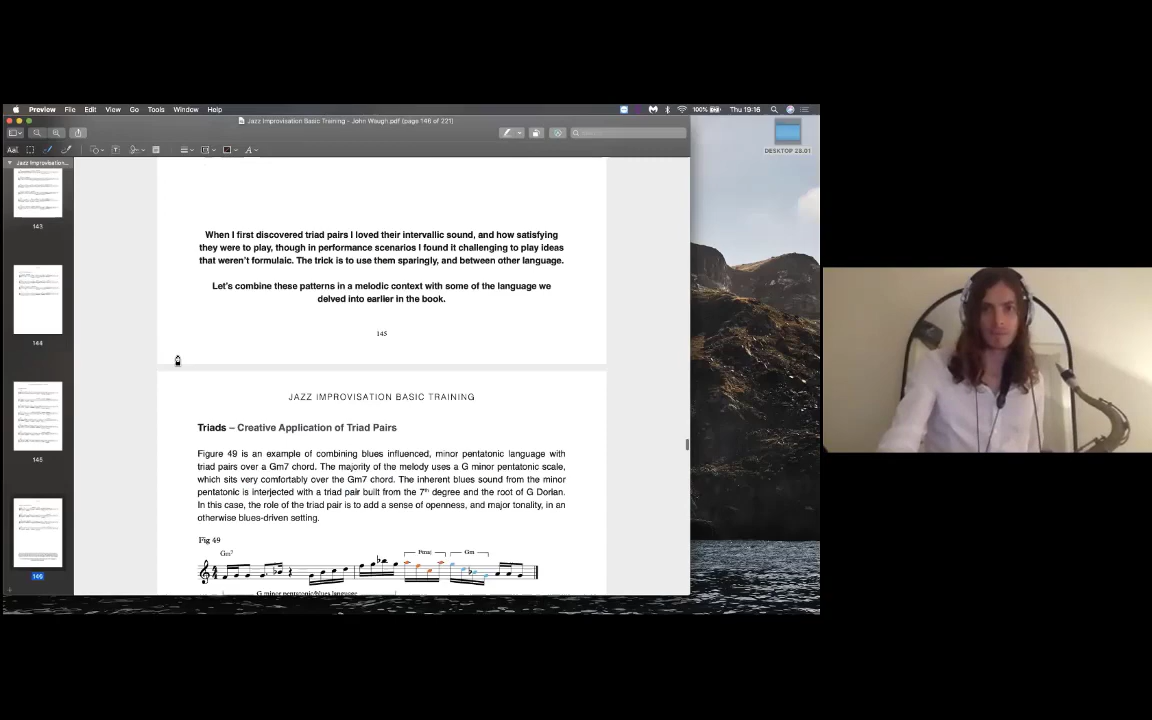 Preview File Edit View Go Tools Window Help 100% Thu 19:16
Jazz Improvisation Basic Training - John Waugh.pdf (page 146 of 221)
DESKTOP 28.01
Jazz Improvisation...
143
144
145
146
When I first discovered triad pairs I loved their intervallic sound, and how satisfying
they were to play, though in performance scenarios I found it challenging to play ideas
that weren't formulaic. The trick is to use them sparingly, and between other language.
Let's combine these patterns in a melodic context with some of the language we
delved into earlier in the book.
145
JAZZ IMPROVISATION BASIC TRAINING
Triads – Creative Application of Triad Pairs
Figure 49 is an example of combining blues influenced, minor pentatonic language with
triad pairs over a Gm7 chord. The majority of the melody uses a G minor pentatonic scale,
which sits very comfortably over the Gm7 chord. The inherent blues sound from the minor
pentatonic is interjected with a triad pair built from the 7th degree and the root of G Dorian.
In this case, the role of the triad pair is to add a sense of openness, and major tonality, in an
otherwise blues-driven setting.
Fig 49
Gm7
Fmaj
Gm
G minor pentatonic/blues language